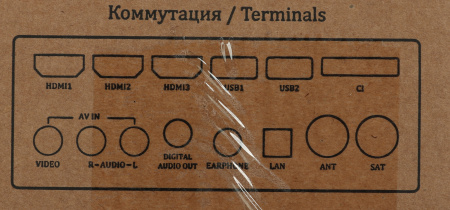 Коммутация / Terminals
HDMI1 HDMI2 HDMI3 USB1 USB2 CI
AV IN
VIDEO R-AUDIO-L DIGITAL AUDIO OUT EARPHONE LAN ANT SAT